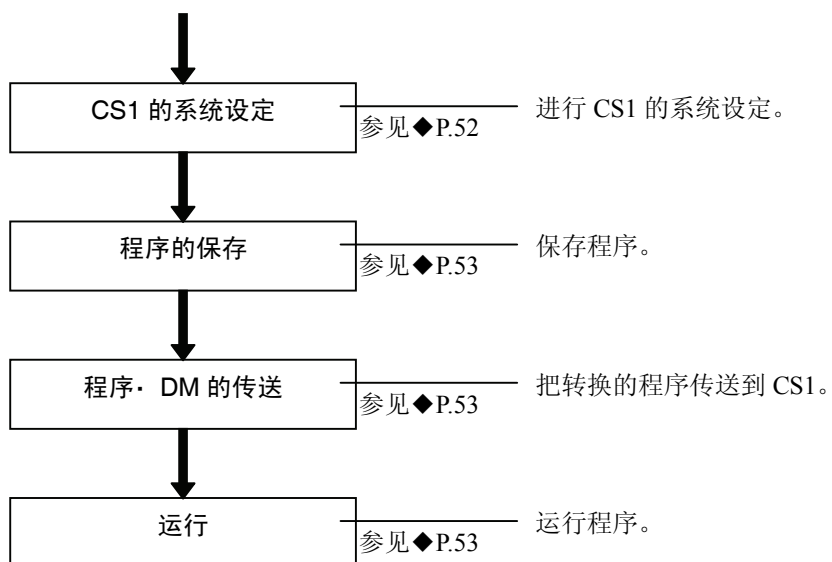 CS1 的系统设定
参见◆P.52
进行 CS1 的系统设定。
程序的保存
参见◆P.53
保存程序。
程序· DM 的传送
参见◆P.53
把转换的程序传送到 CS1。
运行
参见◆P.53
运行程序。